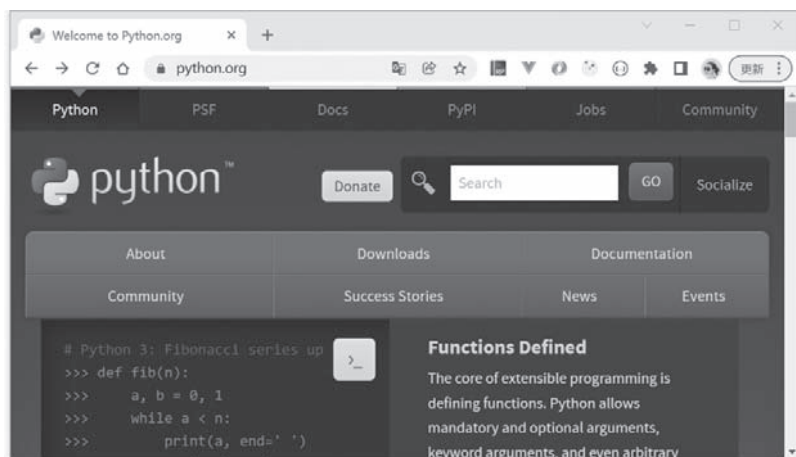 Welcome to Python.org
python.org
更新
Python PSF Docs PyPI Jobs Community
python™
Donate
Search
GO
Socialize
About Downloads Documentation
Community Success Stories News Events
# Python 3: Fibonacci series up
>>> def fib(n):
>>>     a, b = 0, 1
>>>     while a < n:
>>>         print(a, end=' ')
>_
Functions Defined
The core of extensible programming is
defining functions. Python allows
mandatory and optional arguments,
keyword arguments, and even arbitrary